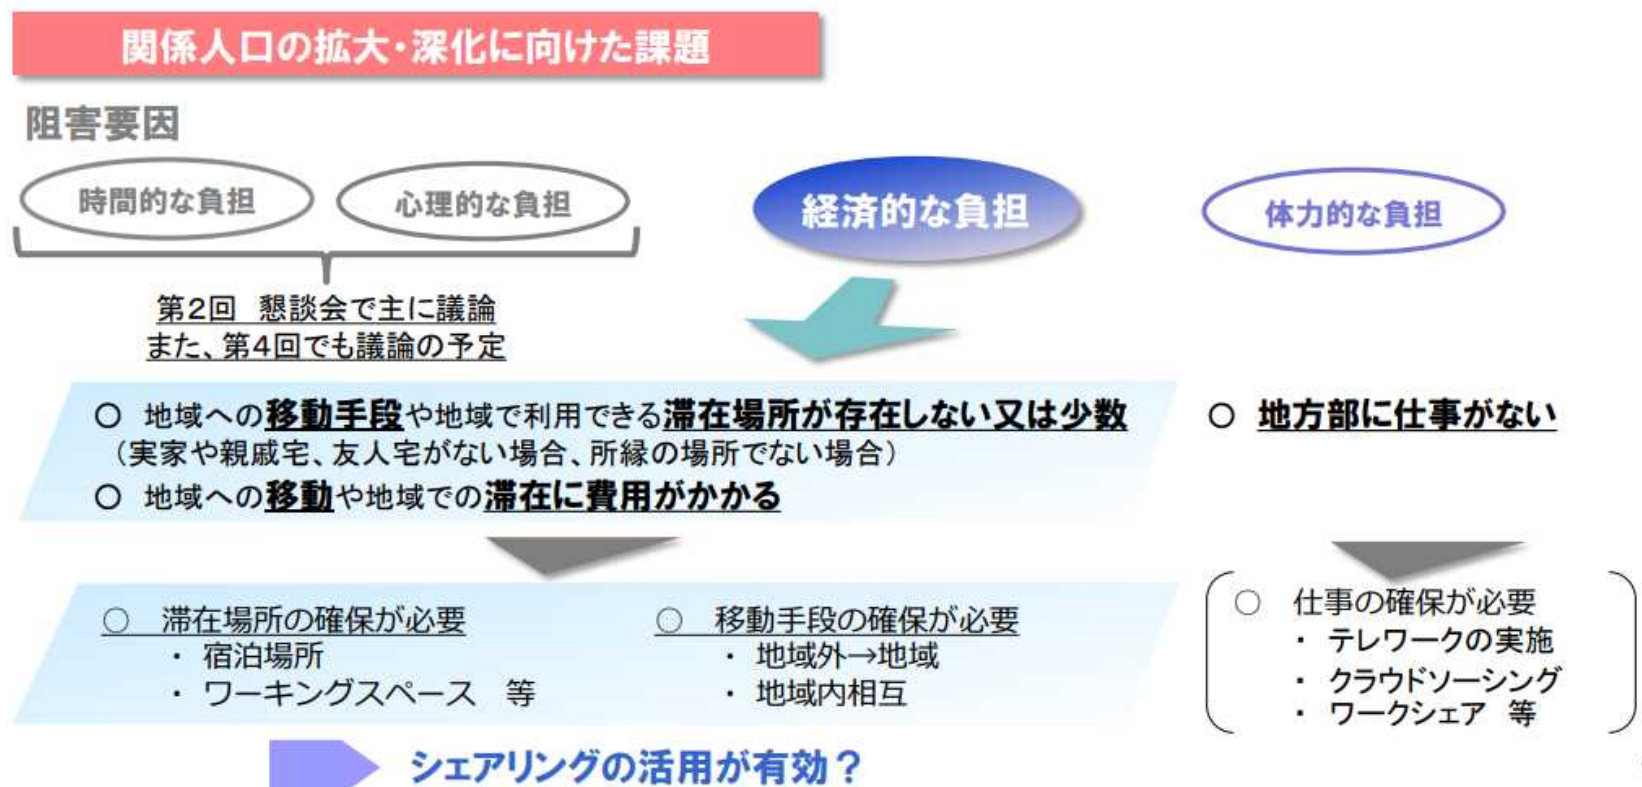 関係人口の拡大・深化に向けた課題
阻害要因
時間的な負担
心理的な負担
経済的な負担
体力的な負担
第2回　懇談会で主に議論
また、第4回でも議論の予定
○ 地域への移動手段や地域で利用できる滞在場所が存在しない又は少数
（実家や親戚宅、友人宅がない場合、所縁の場所でない場合）
○ 地域への移動や地域での滞在に費用がかかる
○ 地方部に仕事がない
○　滞在場所の確保が必要
・ 宿泊場所
・ ワーキングスペース　等
○　移動手段の確保が必要
・ 地域外→地域
・ 地域内相互
○　仕事の確保が必要
・ テレワークの実施
・ クラウドソーシング
・ ワークシェア　等
シェアリングの活用が有効？